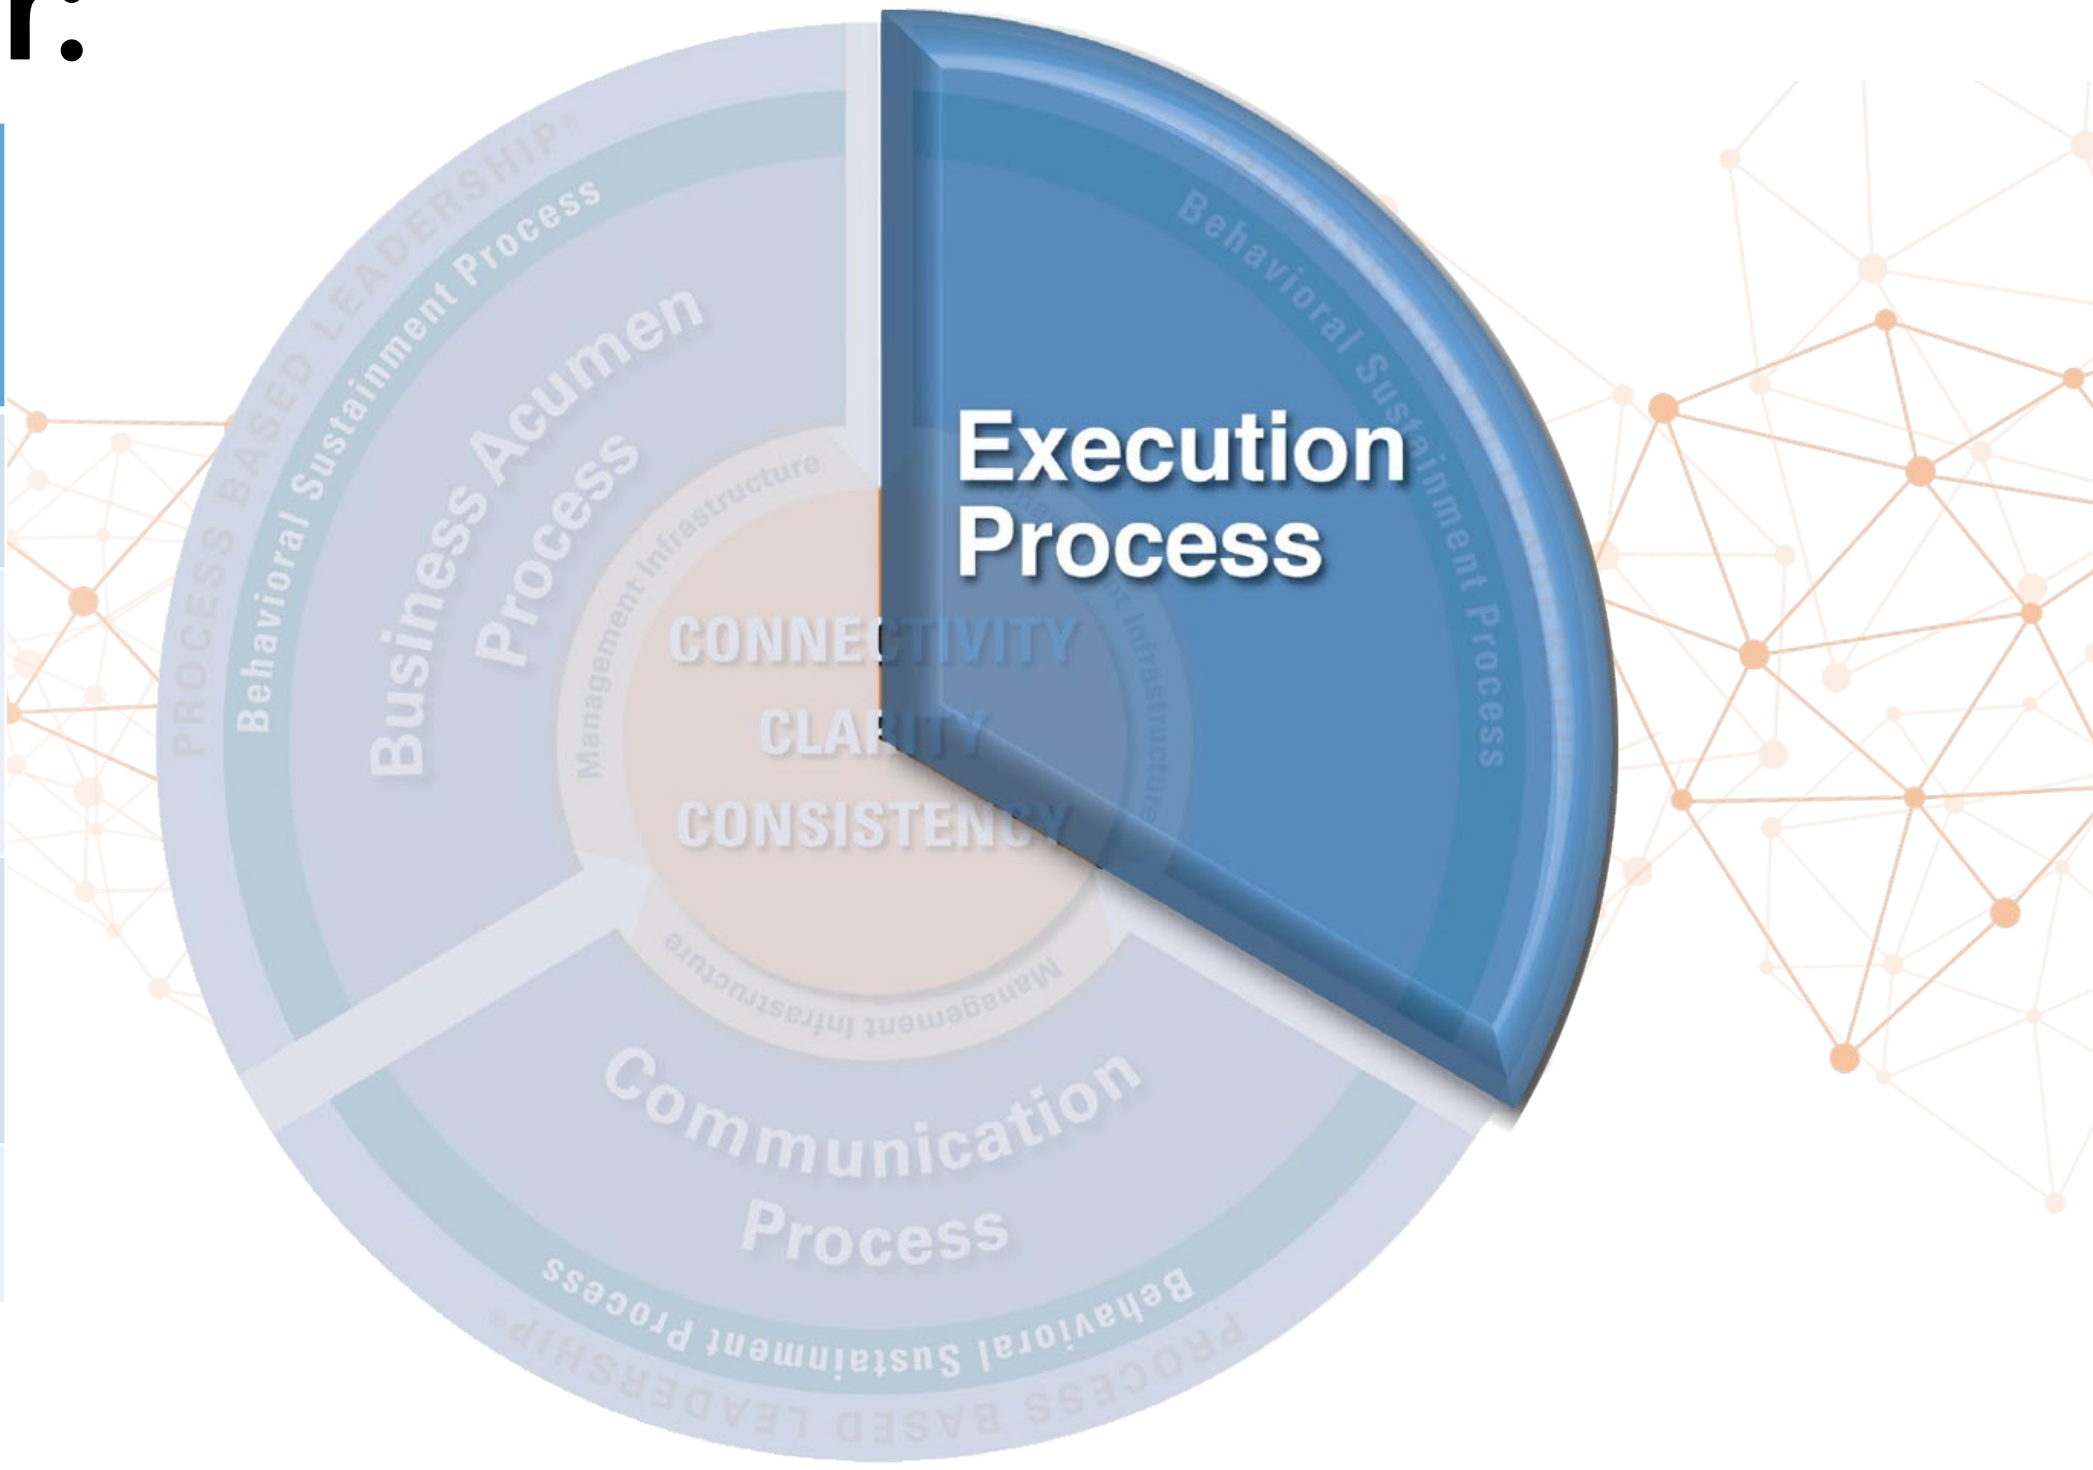 r:
PROCESS BASED LEADERSHIP®
Behavioral Sustainment Process
Business Acumen
Process
Management Infrastructure
Behavioral Sustainment Process
Execution
Process
Infrastructure
CONNECTIVITY
CLARITY
CONSISTENCY
Management Infrastructure
Communication
Process
Behavioral Sustainment Process
PROCESS BASED LEADERSHIP®